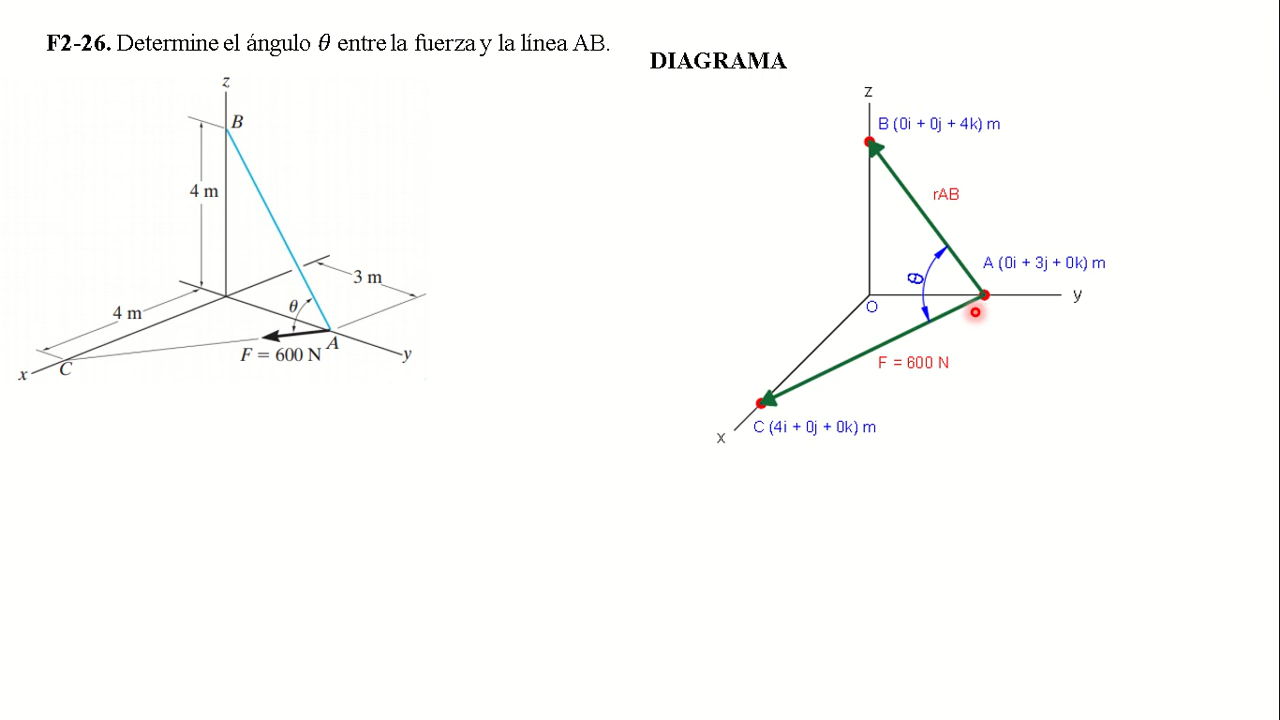 F2-26. Determine el ángulo θ entre la fuerza y la línea AB.
DIAGRAMA
z
B
4 m
3 m
4 m
θ
F = 600 N
A
y
x
C
z
B (0i + 0j + 4k) m
rAB
A (0i + 3j + 0k) m
θ
y
O
F = 600 N
C (4i + 0j + 0k) m
x